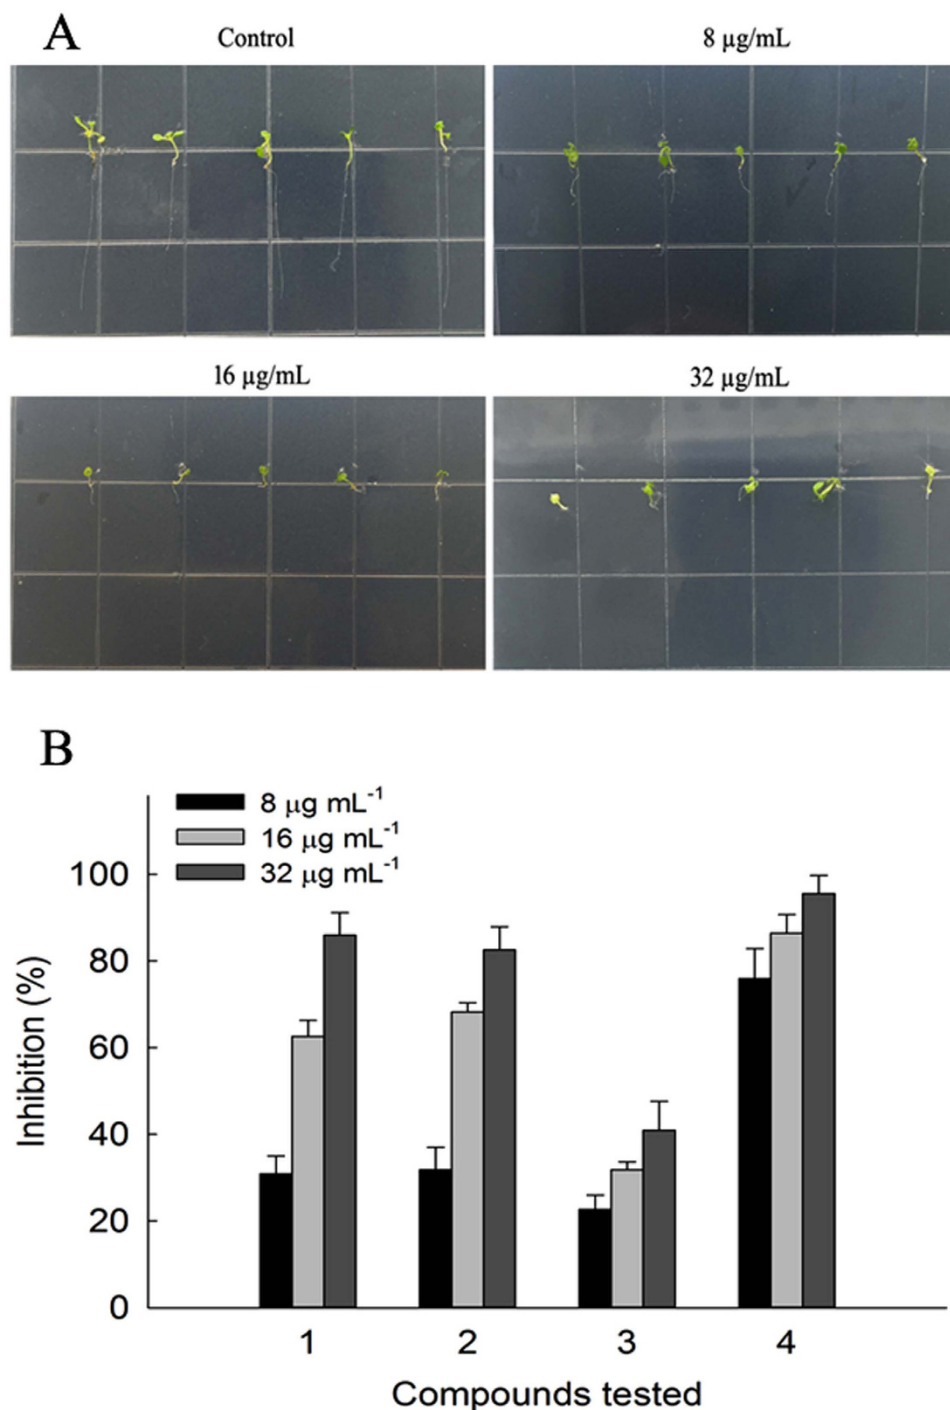 A
Control
8 µg/mL
16 µg/mL
32 µg/mL
B
8 µg mL⁻¹
16 µg mL⁻¹
32 µg mL⁻¹
100
80
60
40
20
0
Inhibition (%)
1 2 3 4
Compounds tested